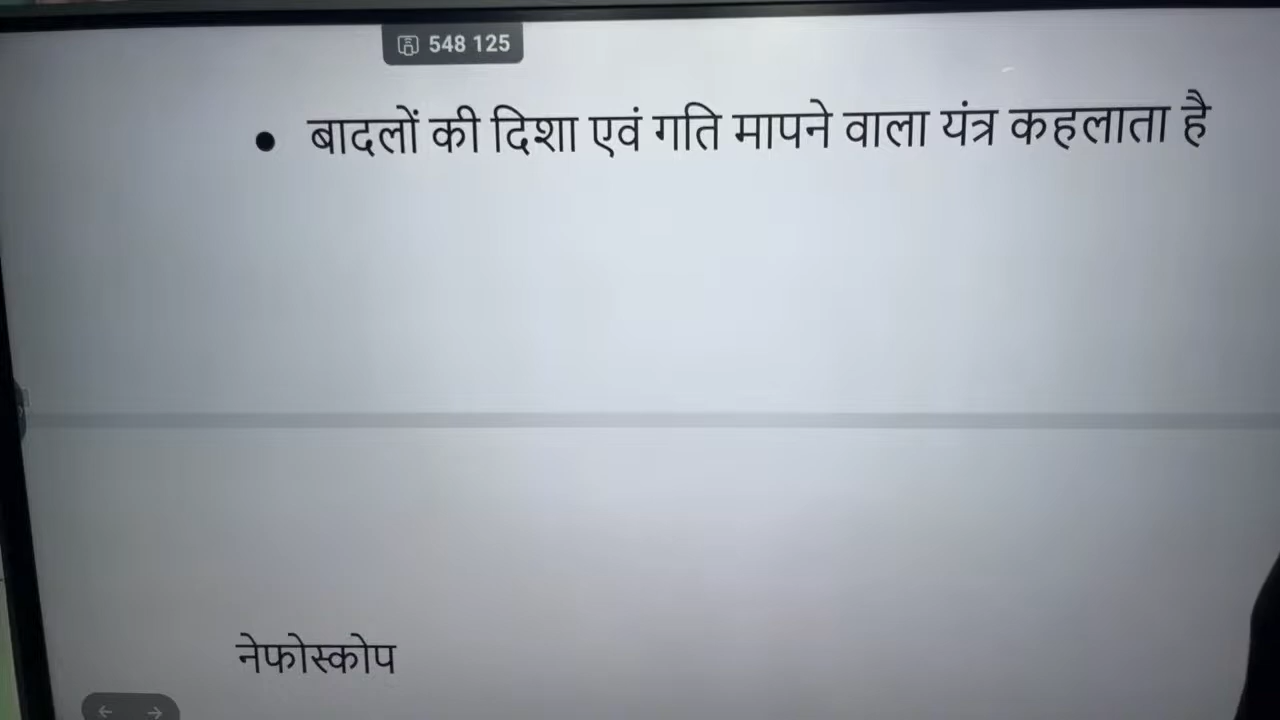 548 125
• बादलों की दिशा एवं गति मापने वाला यंत्र कहलाता है
नेफोस्कोप